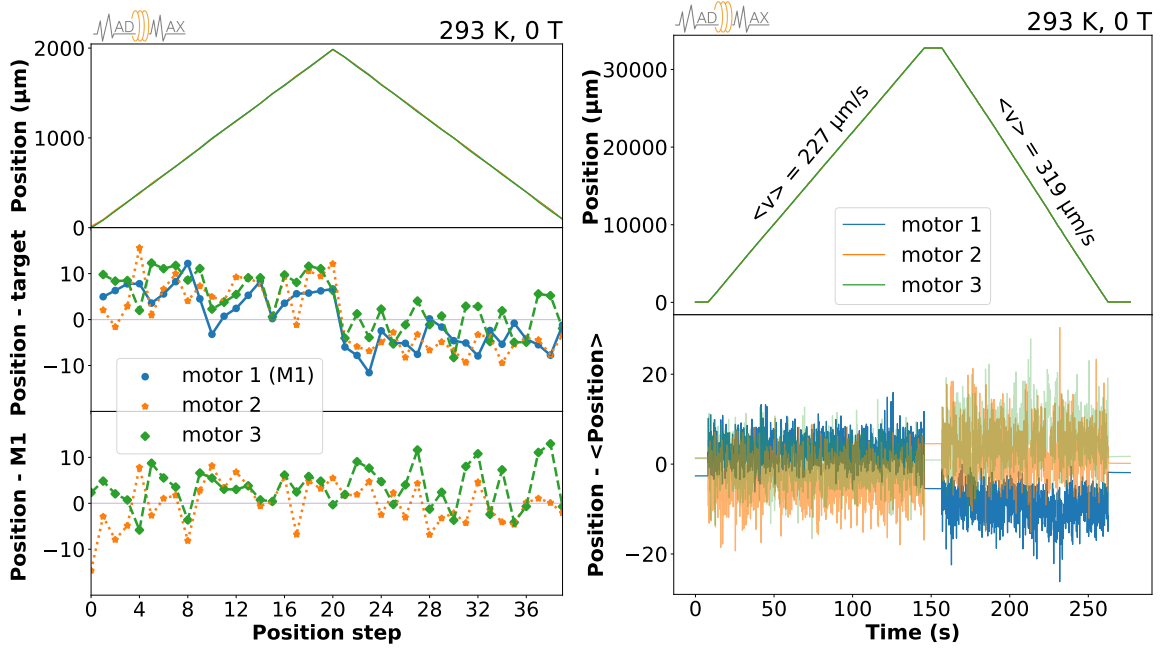 MADMAX
293 K, 0 T
Position (μm)
2000
1000
0
Position - target
10
0
−10
motor 1 (M1)
motor 2
motor 3
Position - M1
10
0
−10
0 4 8 12 16 20 24 28 32 36
Position step
MADMAX
293 K, 0 T
Position (μm)
30000
20000
10000
0
<v> = 227 μm/s
<v> = 319 μm/s
motor 1
motor 2
motor 3
Position - <Position>
20
0
−20
0 50 100 150 200 250
Time (s)